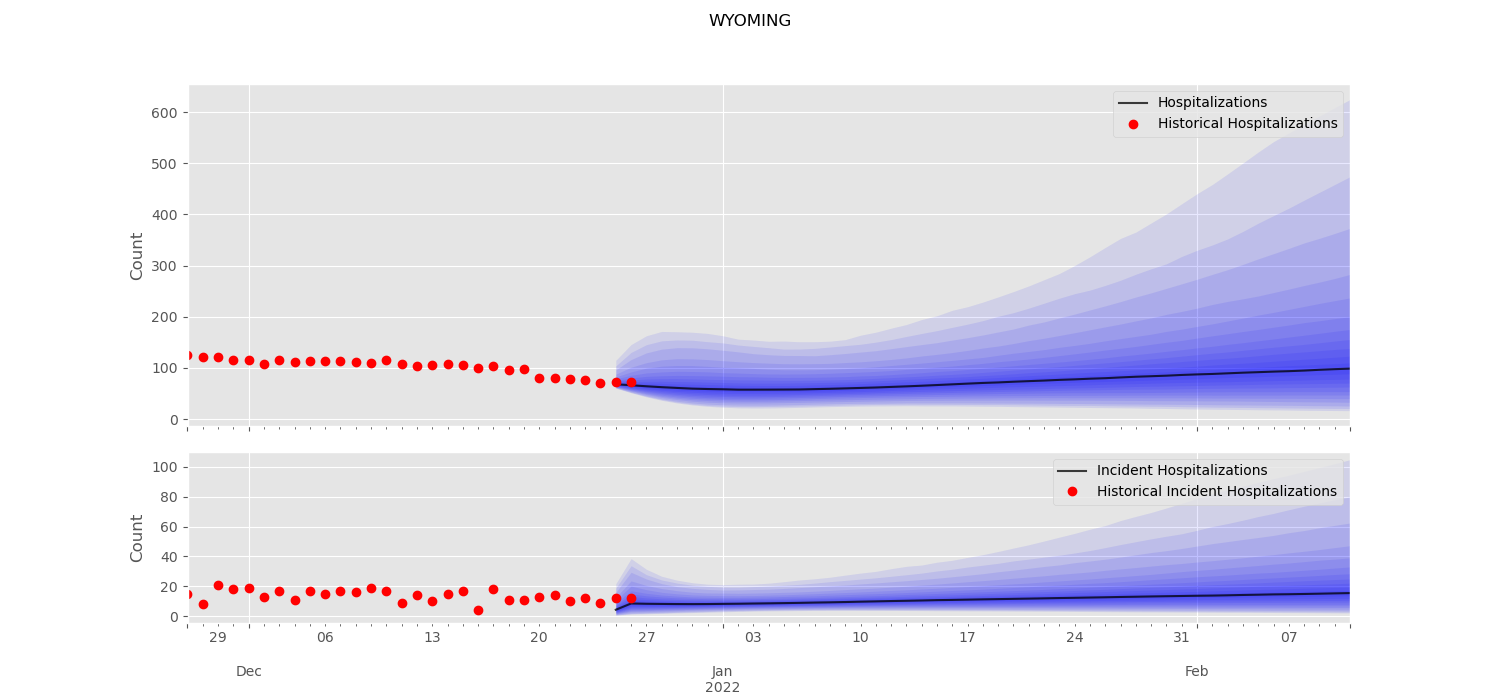 WYOMING
Hospitalizations
Historical Hospitalizations
600
500
400
300
200
100
0
Count
Incident Hospitalizations
Historical Incident Hospitalizations
100
80
60
40
20
0
Count
29 06 13 20 27 03 10 17 24 31 07
Dec Jan Feb
2022